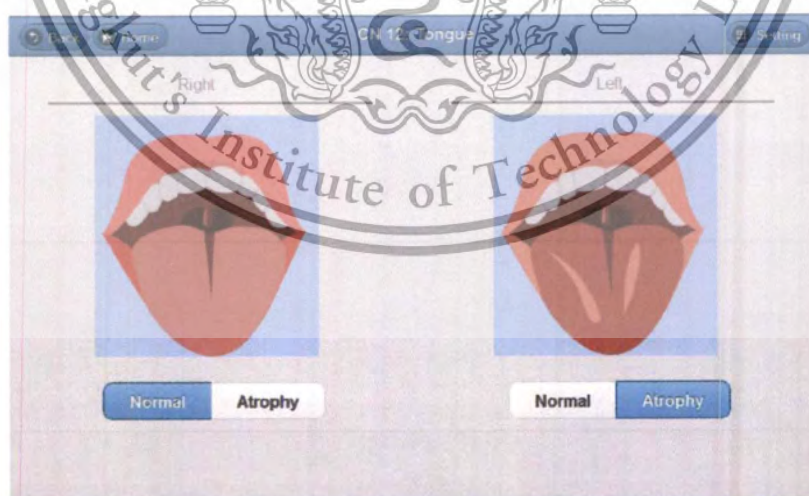 Back Home CN 12: Tongue Setting
Right Left
Institute of Technology
Normal Atrophy Normal Atrophy